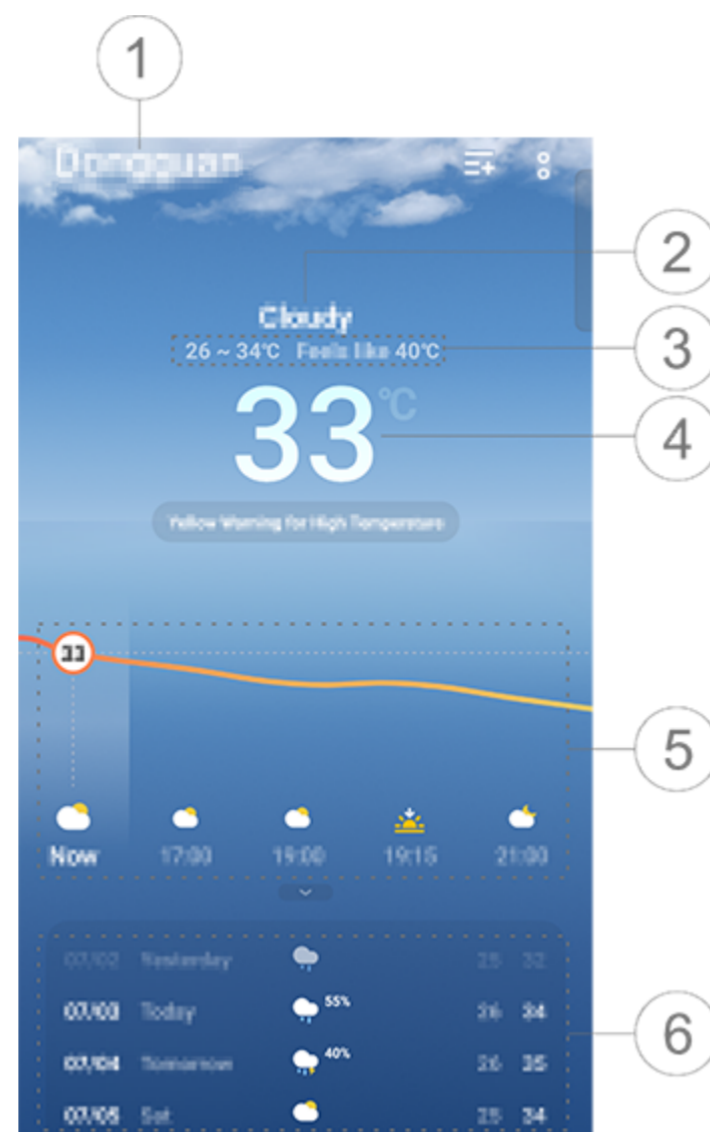 1
Dongguan
2
Cloudy
3
26 ~ 34℃ Feels like 40℃
4
33 ℃
Yellow Warning for High Temperature
33
5
Now 17:00 19:00 19:15 21:00
07/02 Yesterday 25 32
07/03 Today 55% 26 34
6
07/04 Tomorrow 40% 26 35
07/05 Sat 25 34